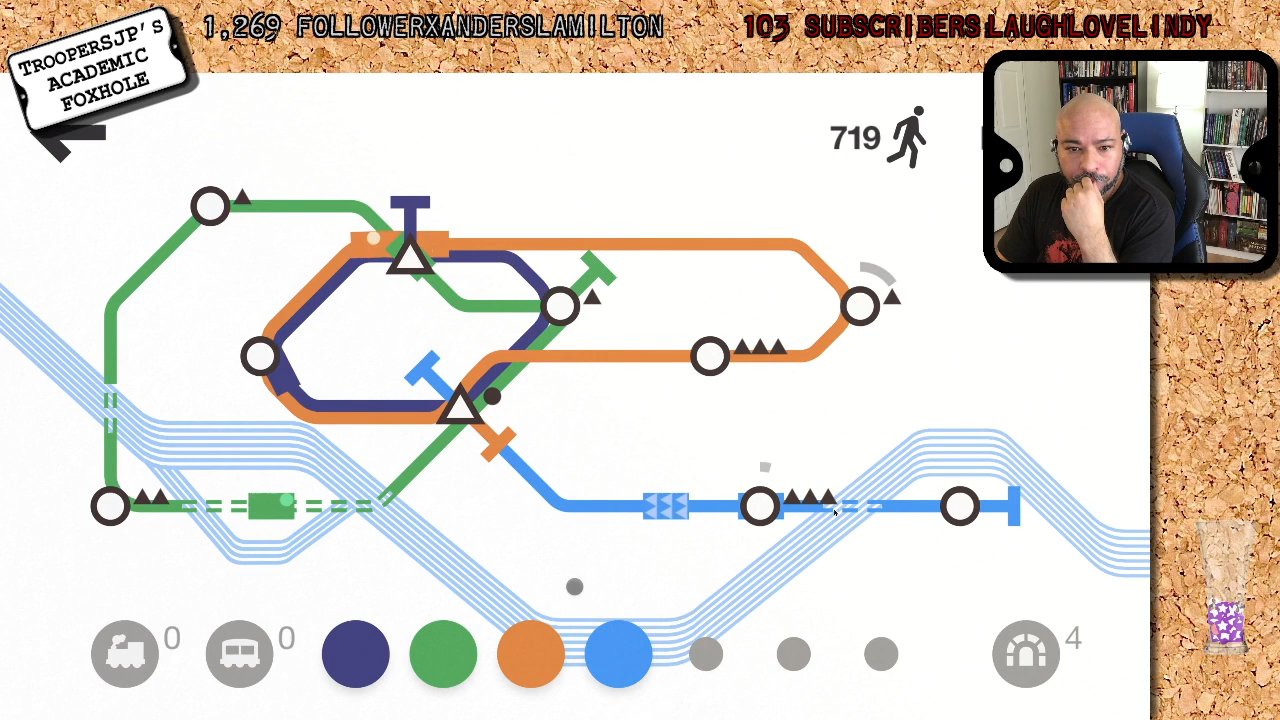 TROOPERSJP'S
ACADEMIC
FOXHOLE
1,269 FOLLOWERXANDERSLAMILTON
103 SUBSCRIBERS:LAUGHLOVELINDY
719
0
0
4